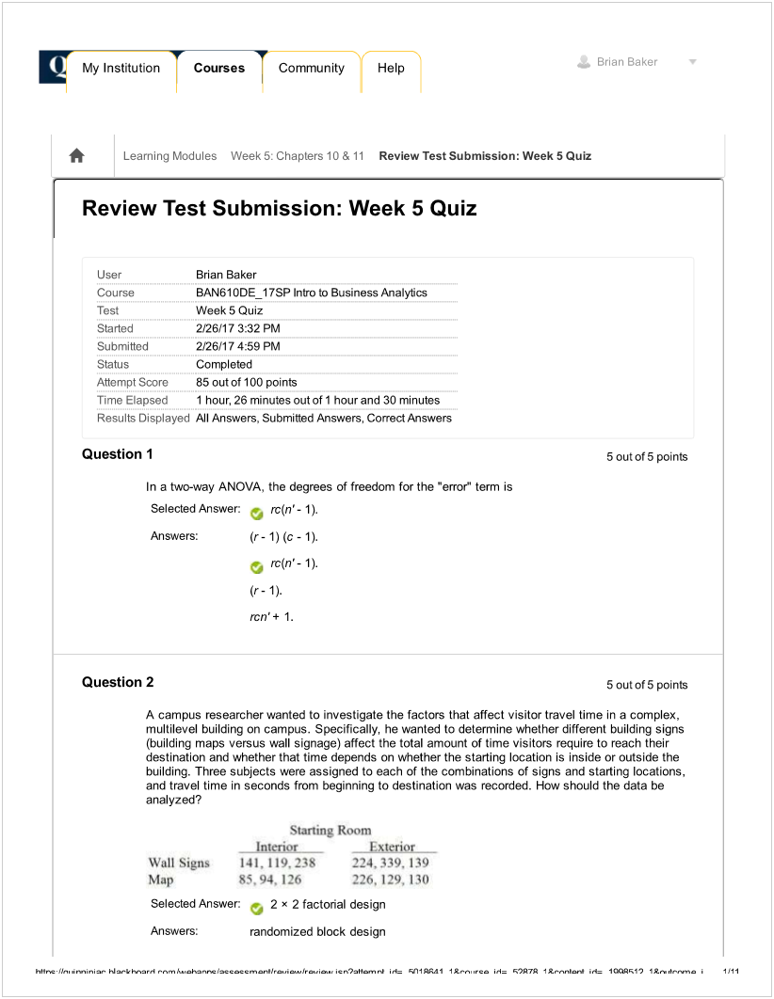 Q
My Institution
Courses
Community
Help
Brian Baker
Learning Modules Week 5: Chapters 10 & 11 Review Test Submission: Week 5 Quiz
Review Test Submission: Week 5 Quiz
User Brian Baker
Course BAN610DE_17SP Intro to Business Analytics
Test Week 5 Quiz
Started 2/26/17 3:32 PM
Submitted 2/26/17 4:59 PM
Status Completed
Attempt Score 85 out of 100 points
Time Elapsed 1 hour, 26 minutes out of 1 hour and 30 minutes
Results Displayed All Answers, Submitted Answers, Correct Answers
Question 1
5 out of 5 points
In a two-way ANOVA, the degrees of freedom for the "error" term is
Selected Answer: rc(n' - 1).
Answers: (r - 1) (c - 1).
rc(n' - 1).
(r - 1).
rcn' + 1.
Question 2
5 out of 5 points
A campus researcher wanted to investigate the factors that affect visitor travel time in a complex,
multilevel building on campus. Specifically, he wanted to determine whether different building signs
(building maps versus wall signage) affect the total amount of time visitors require to reach their
destination and whether that time depends on whether the starting location is inside or outside the
building. Three subjects were assigned to each of the combinations of signs and starting locations,
and travel time in seconds from beginning to destination was recorded. How should the data be
analyzed?
Starting Room
Interior Exterior
Wall Signs 141, 119, 238 224, 339, 139
Map 85, 94, 126 226, 129, 130
Selected Answer: 2 × 2 factorial design
Answers: randomized block design
https://quinnipiac.blackboard.com/webapps/assessment/review/review.jsp?attempt_id=_5018641_1&course_id=_52878_1&content_id=_1998512_1&outcome_i… 1/11